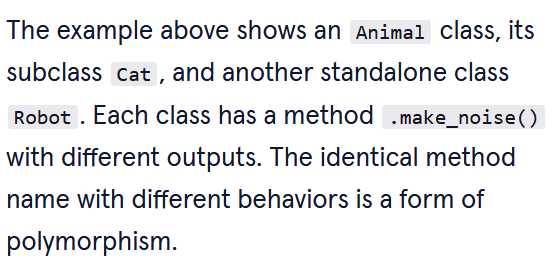 The example above shows an Animal class, its
subclass Cat, and another standalone class
Robot. Each class has a method .make_noise()
with different outputs. The identical method
name with different behaviors is a form of
polymorphism.